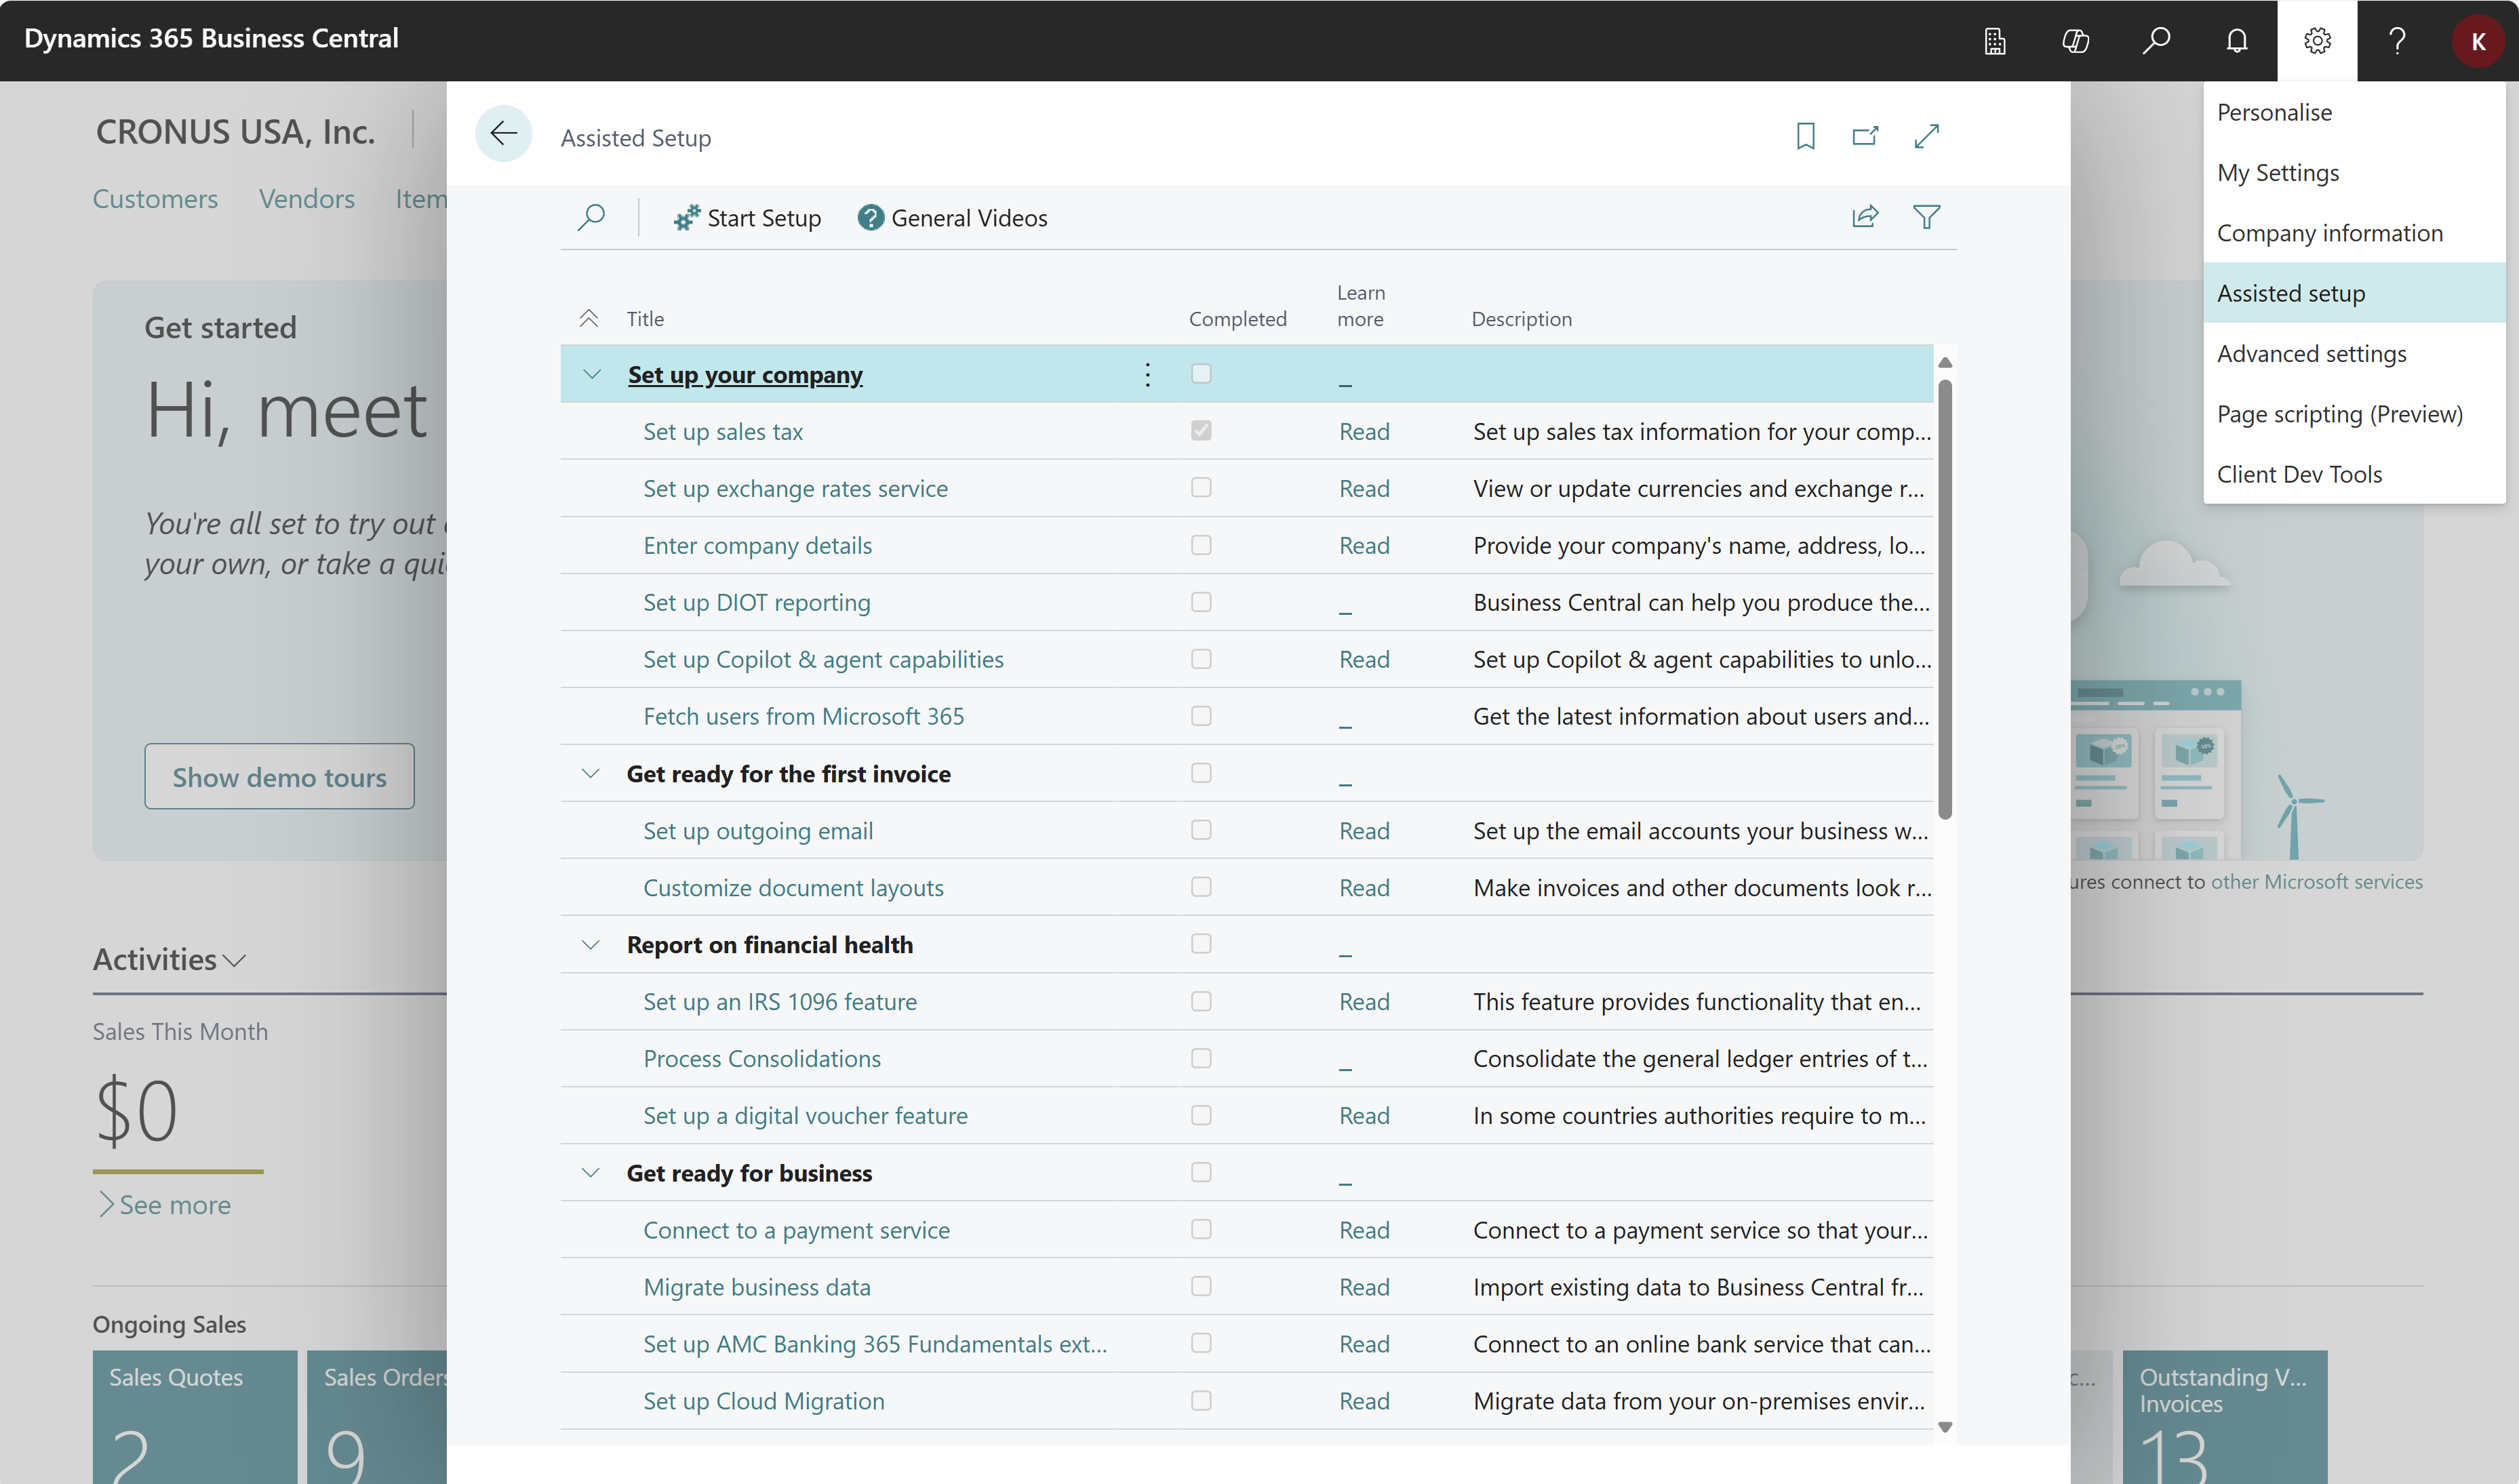 Dynamics 365 Business Central
K
CRONUS USA, Inc.
Customers Vendors Item
Get started
Hi, meet
You're all set to try out
your own, or take a qui
Show demo tours
Activities
Sales This Month
$0
See more
Ongoing Sales
Sales Quotes
2
Sales Orders
9
Assisted Setup
Start Setup General Videos
Title Completed Learn more Description
Set up your company _
Set up sales tax Read Set up sales tax information for your comp...
Set up exchange rates service Read View or update currencies and exchange r...
Enter company details Read Provide your company's name, address, lo...
Set up DIOT reporting _ Business Central can help you produce the...
Set up Copilot & agent capabilities Read Set up Copilot & agent capabilities to unlo...
Fetch users from Microsoft 365 _ Get the latest information about users and...
Get ready for the first invoice _
Set up outgoing email Read Set up the email accounts your business w...
Customize document layouts Read Make invoices and other documents look r...
Report on financial health _
Set up an IRS 1096 feature Read This feature provides functionality that en...
Process Consolidations _ Consolidate the general ledger entries of t...
Set up a digital voucher feature Read In some countries authorities require to m...
Get ready for business _
Connect to a payment service Read Connect to a payment service so that your...
Migrate business data Read Import existing data to Business Central fr...
Set up AMC Banking 365 Fundamentals ext... Read Connect to an online bank service that can...
Set up Cloud Migration Read Migrate data from your on-premises envir...
Personalise
My Settings
Company information
Assisted setup
Advanced settings
Page scripting (Preview)
Client Dev Tools
ures connect to other Microsoft services
c...
Outstanding V...
Invoices
13